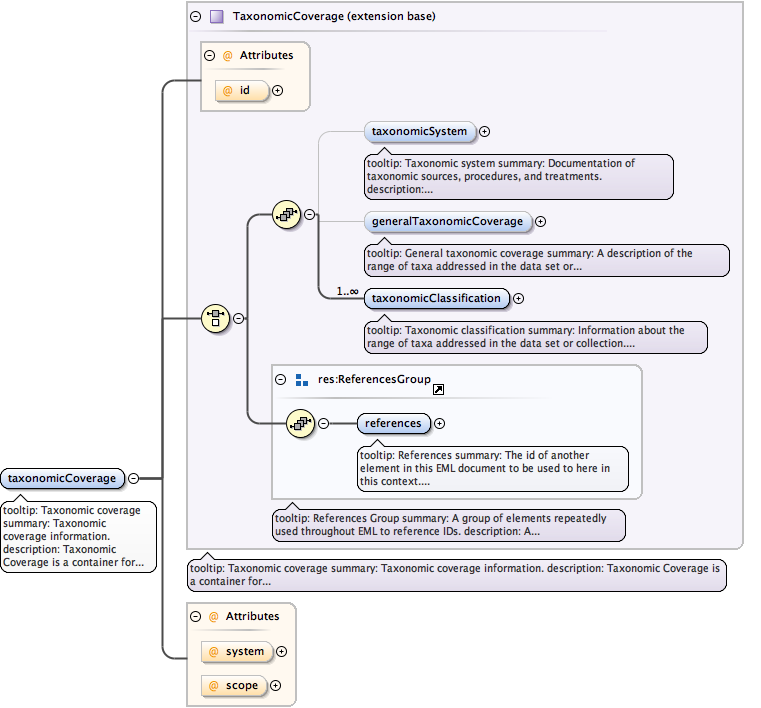 TaxonomicCoverage (extension base)
@ Attributes
@ id
taxonomicSystem
tooltip: Taxonomic system summary: Documentation of
taxonomic sources, procedures, and treatments.
description:...
generalTaxonomicCoverage
tooltip: General taxonomic coverage summary: A description of the
range of taxa addressed in the data set or...
1..∞
taxonomicClassification
tooltip: Taxonomic classification summary: Information about the
range of taxa addressed in the data set or collection....
res:ReferencesGroup
references
tooltip: References summary: The id of another
element in this EML document to be used to here in
this context....
tooltip: References Group summary: A group of elements repeatedly
used throughout EML to reference IDs. description: A...
taxonomicCoverage
tooltip: Taxonomic coverage
summary: Taxonomic
coverage information.
description: Taxonomic
Coverage is a container for...
tooltip: Taxonomic coverage summary: Taxonomic coverage information. description: Taxonomic Coverage is
a container for...
@ Attributes
@ system
@ scope